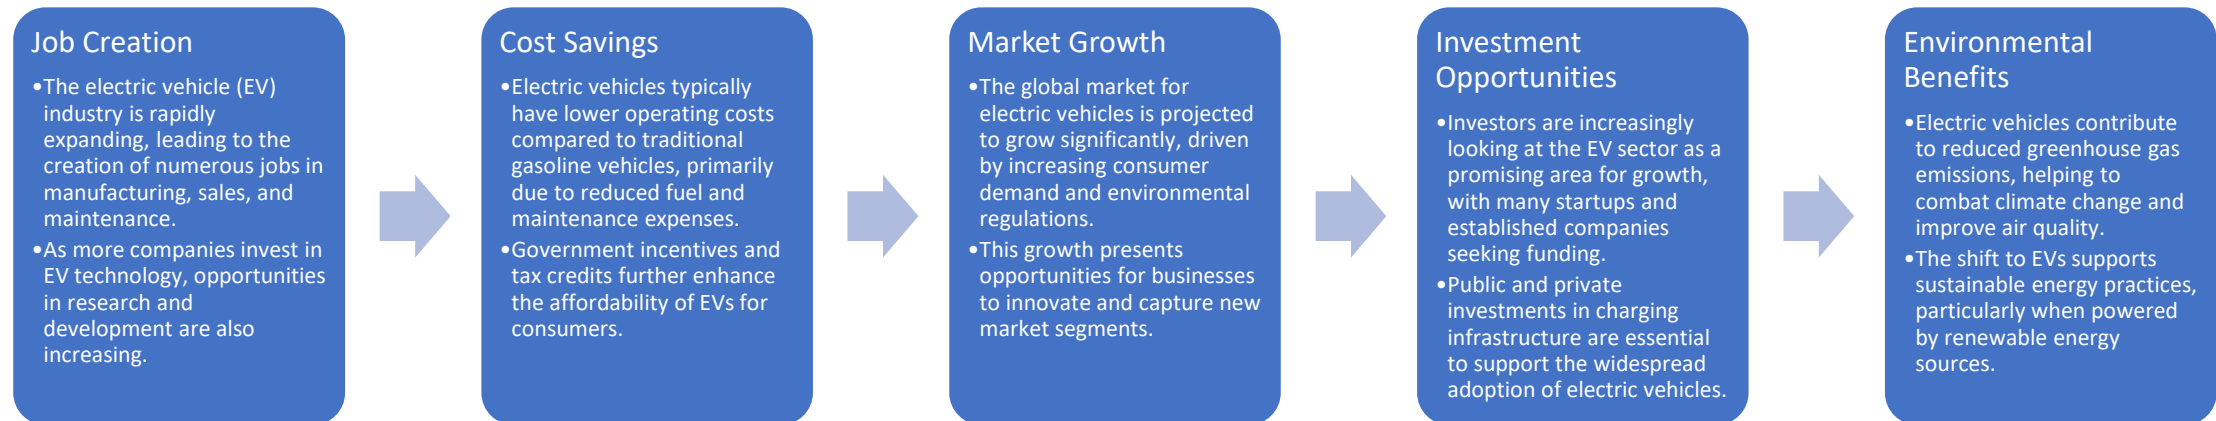 Job Creation
•The electric vehicle (EV)
industry is rapidly
expanding, leading to the
creation of numerous jobs in
manufacturing, sales, and
maintenance.
•As more companies invest in
EV technology, opportunities
in research and
development are also
increasing.
Cost Savings
•Electric vehicles typically
have lower operating costs
compared to traditional
gasoline vehicles, primarily
due to reduced fuel and
maintenance expenses.
•Government incentives and
tax credits further enhance
the affordability of EVs for
consumers.
Market Growth
•The global market for
electric vehicles is projected
to grow significantly, driven
by increasing consumer
demand and environmental
regulations.
•This growth presents
opportunities for businesses
to innovate and capture new
market segments.
Investment
Opportunities
•Investors are increasingly
looking at the EV sector as a
promising area for growth,
with many startups and
established companies
seeking funding.
•Public and private
investments in charging
infrastructure are essential
to support the widespread
adoption of electric vehicles.
Environmental
Benefits
•Electric vehicles contribute
to reduced greenhouse gas
emissions, helping to
combat climate change and
improve air quality.
•The shift to EVs supports
sustainable energy practices,
particularly when powered
by renewable energy
sources.